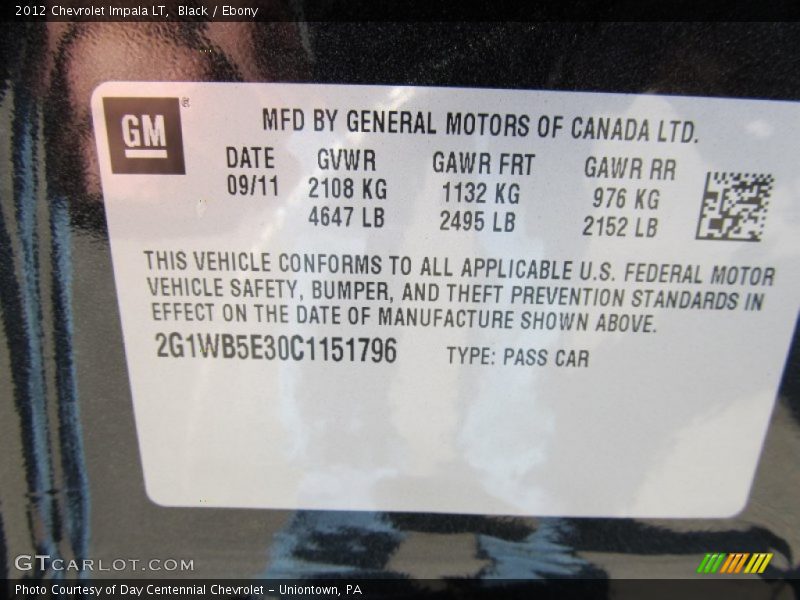 2012 Chevrolet Impala LT, Black / Ebony
GM®
MFD BY GENERAL MOTORS OF CANADA LTD.
DATE GVWR GAWR FRT GAWR RR
09/11 2108 KG 1132 KG 976 KG
4647 LB 2495 LB 2152 LB
THIS VEHICLE CONFORMS TO ALL APPLICABLE U.S. FEDERAL MOTOR
VEHICLE SAFETY, BUMPER, AND THEFT PREVENTION STANDARDS IN
EFFECT ON THE DATE OF MANUFACTURE SHOWN ABOVE.
2G1WB5E30C1151796 TYPE: PASS CAR
GTCARLOT.COM
Photo Courtesy of Day Centennial Chevrolet - Uniontown, PA